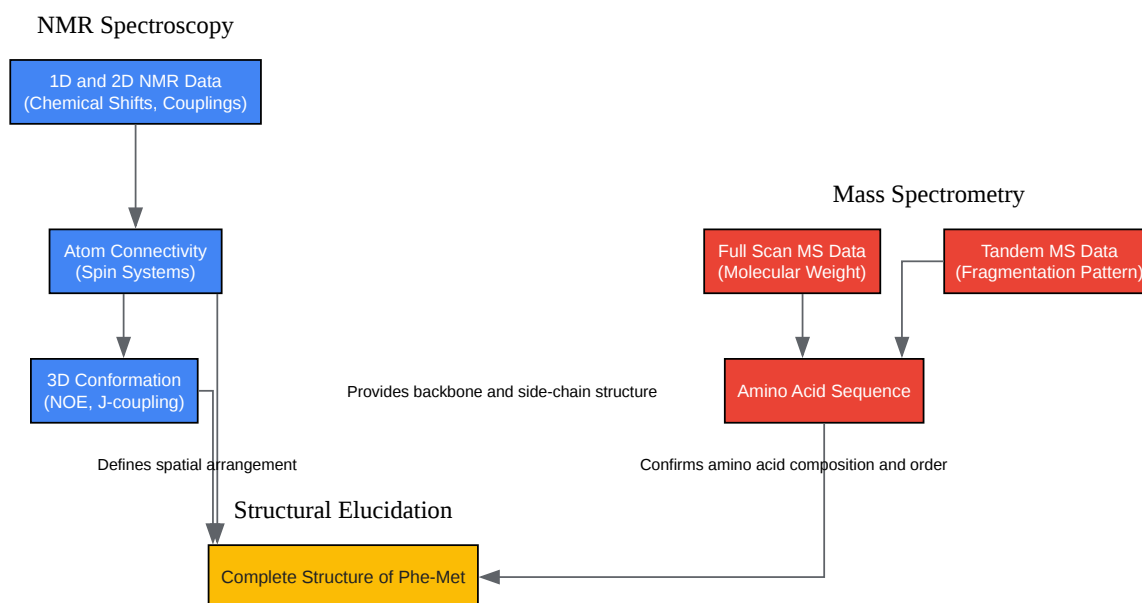 NMR Spectroscopy
1D and 2D NMR Data
(Chemical Shifts, Couplings)
Atom Connectivity
(Spin Systems)
3D Conformation
(NOE, J-coupling)
Mass Spectrometry
Full Scan MS Data
(Molecular Weight)
Tandem MS Data
(Fragmentation Pattern)
Amino Acid Sequence
Provides backbone and side-chain structure
Defines spatial arrangement
Confirms amino acid composition and order
Structural Elucidation
Complete Structure of Phe-Met